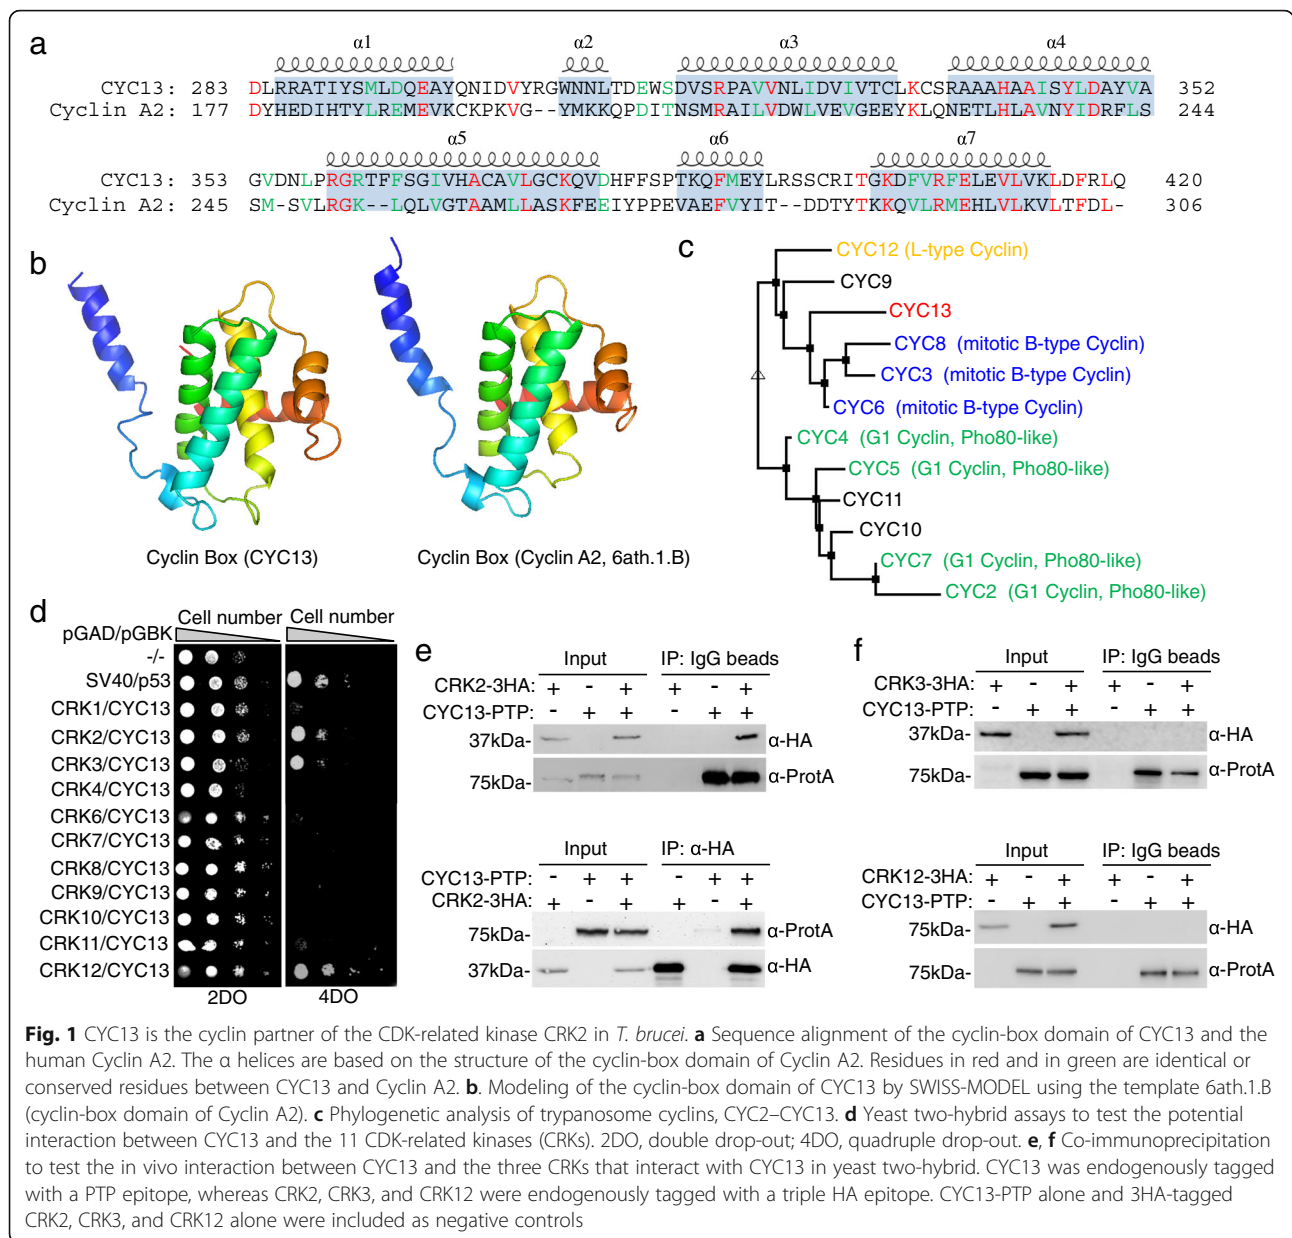 a
α1 α2 α3 α4
CYC13: 283 DLRRATIYSMLDQEAYQNIDVYRGWNNLTDEWSDVSRPAVVNLIDVIVTCLKCSRAAAHAAISYLDAYVA 352
Cyclin A2: 177 DYHEDIHTYLREMEVKCKPKVG--YMKKQPDITNSMRAILVDWLVEVGEEYKLQNETLHLAVNYIDRFLS 244
α5 α6 α7
CYC13: 353 GVDNLPRGRTFFSGIVHACAVLGCKQVDHFFSPTKQFMEYLRSSCRITGKDFVRFELEVLVKLDFRLQ 420
Cyclin A2: 245 SM-SVLRGK--LQLVGTAAMLLASKFEEIYPPEVAEFVYIT--DDTYTKKQVLRMEHLVLKVLTFDL- 306
b
Cyclin Box (CYC13) Cyclin Box (Cyclin A2, 6ath.1.B)
c
CYC12 (L-type Cyclin)
CYC9
CYC13
CYC8 (mitotic B-type Cyclin)
CYC3 (mitotic B-type Cyclin)
CYC6 (mitotic B-type Cyclin)
CYC4 (G1 Cyclin, Pho80-like)
CYC5 (G1 Cyclin, Pho80-like)
CYC11
CYC10
CYC7 (G1 Cyclin, Pho80-like)
CYC2 (G1 Cyclin, Pho80-like)
d
Cell number Cell number
pGAD/pGBK
-/-
SV40/p53
CRK1/CYC13
CRK2/CYC13
CRK3/CYC13
CRK4/CYC13
CRK6/CYC13
CRK7/CYC13
CRK8/CYC13
CRK9/CYC13
CRK10/CYC13
CRK11/CYC13
CRK12/CYC13
2DO 4DO
e
Input IP: IgG beads
CRK2-3HA: + - + + - +
CYC13-PTP: - + + - + +
37kDa- α-HA
75kDa- α-ProtA
Input IP: α-HA
CYC13-PTP: - + + - + +
CRK2-3HA: + - + + - +
75kDa- α-ProtA
37kDa- α-HA
f
Input IP: IgG beads
CRK3-3HA: + - + + - +
CYC13-PTP: - + + - + +
37kDa- α-HA
75kDa- α-ProtA
Input IP: IgG beads
CRK12-3HA: + - + + - +
CYC13-PTP: - + + - + +
75kDa- α-HA
75kDa- α-ProtA
Fig. 1 CYC13 is the cyclin partner of the CDK-related kinase CRK2 in T. brucei. a Sequence alignment of the cyclin-box domain of CYC13 and the
human Cyclin A2. The α helices are based on the structure of the cyclin-box domain of Cyclin A2. Residues in red and in green are identical or
conserved residues between CYC13 and Cyclin A2. b. Modeling of the cyclin-box domain of CYC13 by SWISS-MODEL using the template 6ath.1.B
(cyclin-box domain of Cyclin A2). c Phylogenetic analysis of trypanosome cyclins, CYC2–CYC13. d Yeast two-hybrid assays to test the potential
interaction between CYC13 and the 11 CDK-related kinases (CRKs). 2DO, double drop-out; 4DO, quadruple drop-out. e, f Co-immunoprecipitation
to test the in vivo interaction between CYC13 and the three CRKs that interact with CYC13 in yeast two-hybrid. CYC13 was endogenously tagged
with a PTP epitope, whereas CRK2, CRK3, and CRK12 were endogenously tagged with a triple HA epitope. CYC13-PTP alone and 3HA-tagged
CRK2, CRK3, and CRK12 alone were included as negative controls